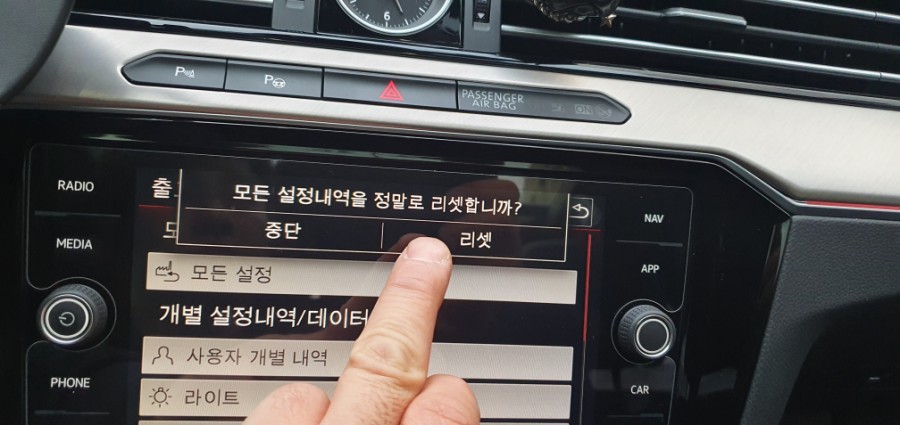 6
P
P
PASSENGER
AIR BAG
RADIO
MEDIA
PHONE
NAV
APP
CAR
출
모든 설정내역을 정말로 리셋합니까?
중단 리셋
모든 설정
개별 설정내역/데이터
사용자 개별 내역
라이트